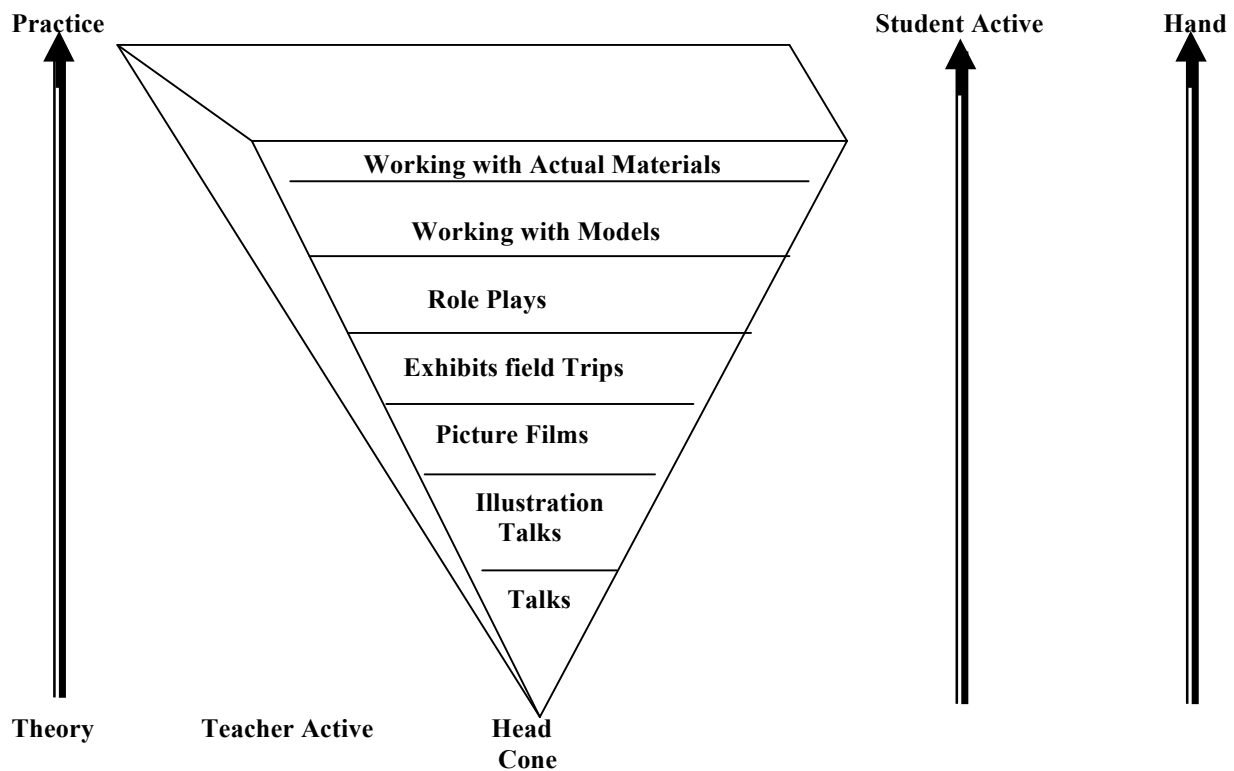 Practice Student Active Hand
Working with Actual Materials
Working with Models
Role Plays
Exhibits field Trips
Picture Films
Illustration
Talks
Talks
Theory Teacher Active Head
Cone